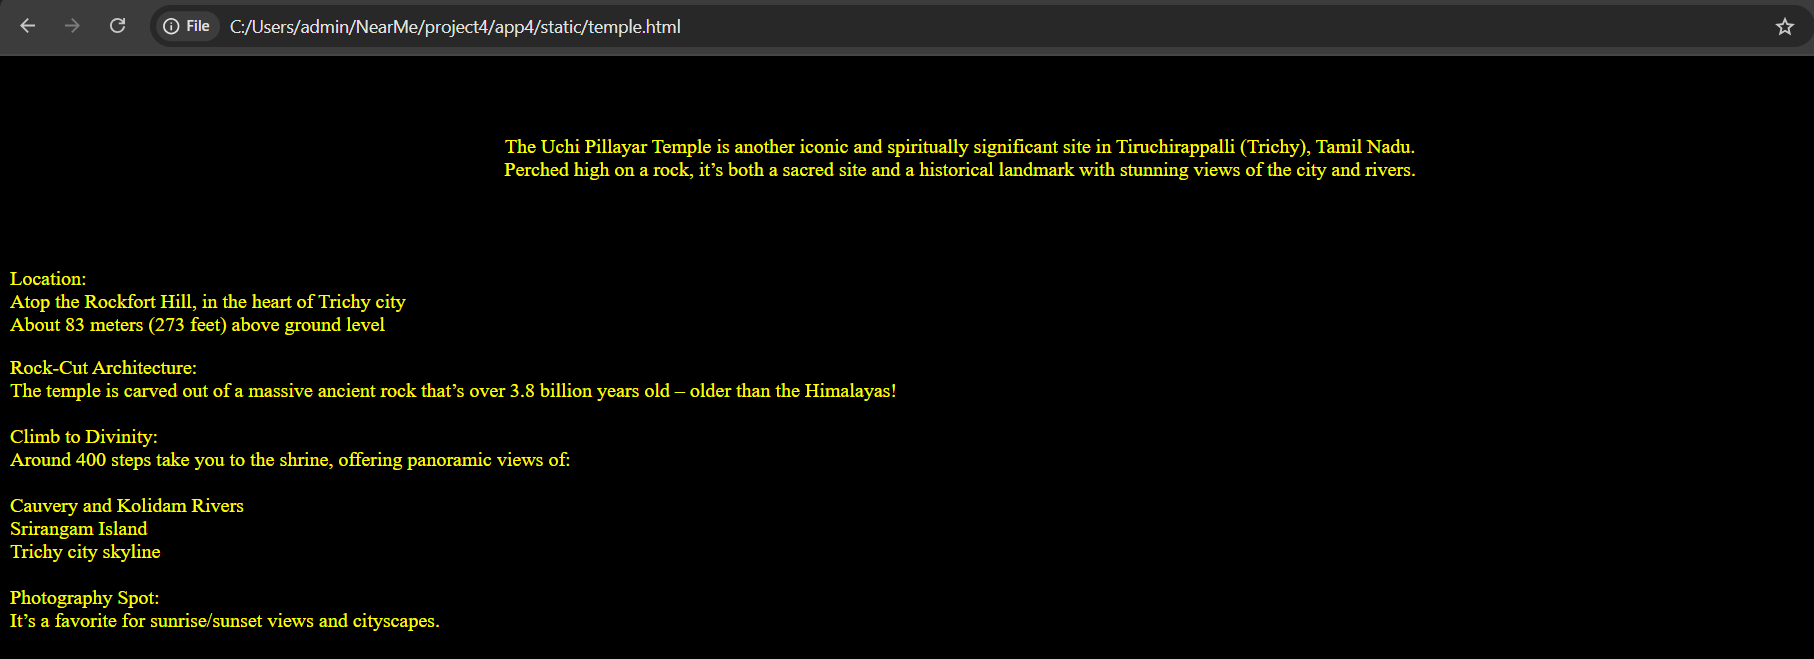 File C:/Users/admin/NearMe/project4/app4/static/temple.html
The Uchi Pillayar Temple is another iconic and spiritually significant site in Tiruchirappalli (Trichy), Tamil Nadu.
Perched high on a rock, it’s both a sacred site and a historical landmark with stunning views of the city and rivers.
Location:
Atop the Rockfort Hill, in the heart of Trichy city
About 83 meters (273 feet) above ground level
Rock-Cut Architecture:
The temple is carved out of a massive ancient rock that’s over 3.8 billion years old – older than the Himalayas!
Climb to Divinity:
Around 400 steps take you to the shrine, offering panoramic views of:
Cauvery and Kolidam Rivers
Srirangam Island
Trichy city skyline
Photography Spot:
It’s a favorite for sunrise/sunset views and cityscapes.